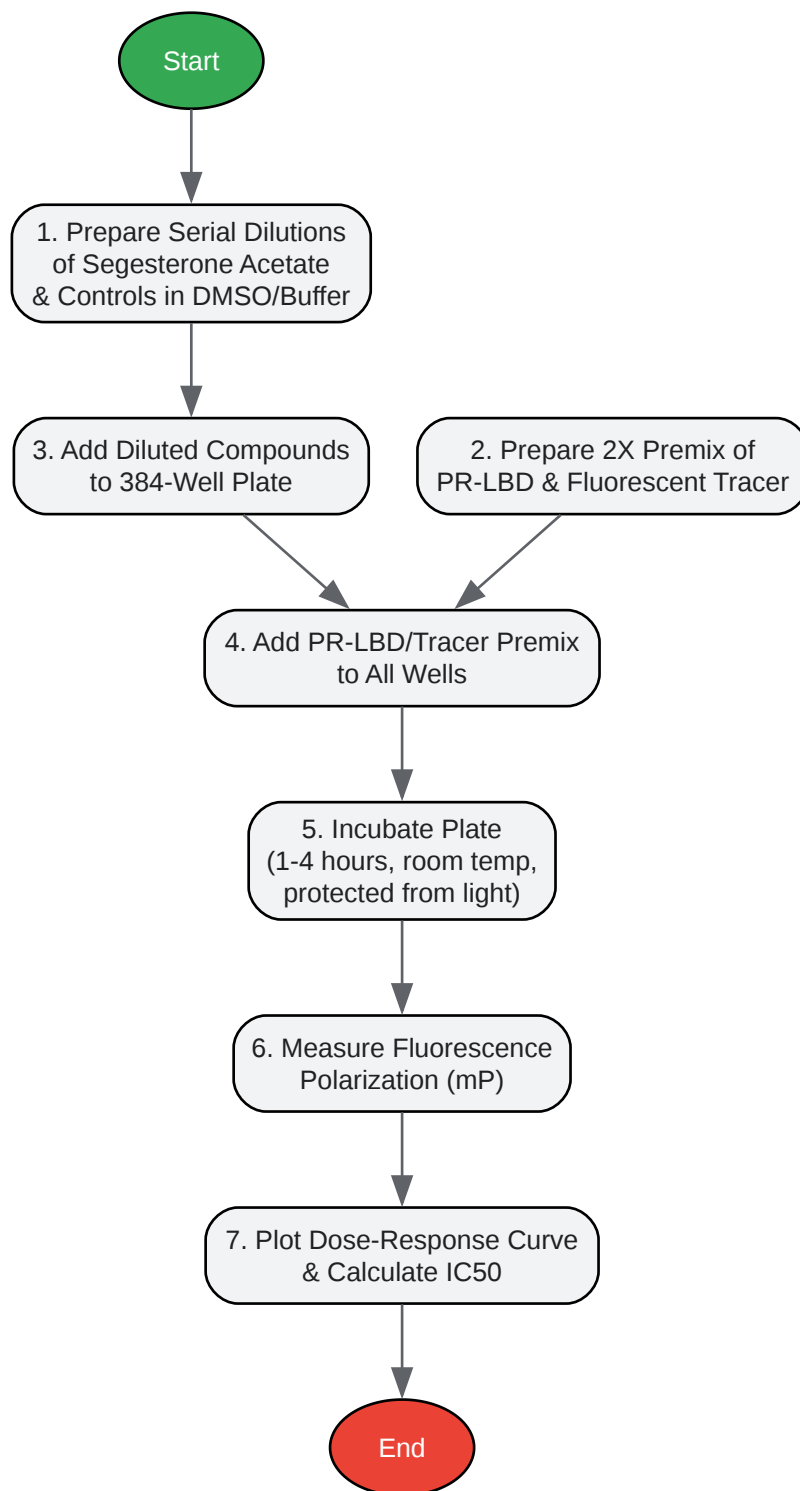 Start
1. Prepare Serial Dilutions
of Segesterone Acetate
& Controls in DMSO/Buffer
3. Add Diluted Compounds
to 384-Well Plate
2. Prepare 2X Premix of
PR-LBD & Fluorescent Tracer
4. Add PR-LBD/Tracer Premix
to All Wells
5. Incubate Plate
(1-4 hours, room temp,
protected from light)
6. Measure Fluorescence
Polarization (mP)
7. Plot Dose-Response Curve
& Calculate IC50
End